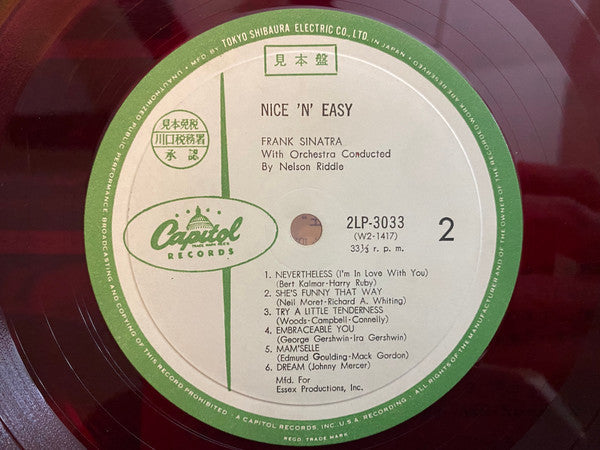 MFD. BY TOKYO SHIBAURA ELECTRIC CO., LTD. IN JAPAN
見本盤
NICE 'N' EASY
見本免税
川口税務署
承認
FRANK SINATRA
With Orchestra Conducted
By Nelson Riddle
Capitol
RECORDS
2LP-3033
(W2-1417)
33⅓ r. p. m.
2
1. NEVERTHELESS (I'm In Love With You)
(Bert Kalmar-Harry Ruby)
2. SHE'S FUNNY THAT WAY
(Neil Moret-Richard A. Whiting)
3. TRY A LITTLE TENDERNESS
(Woods-Campbell-Connelly)
4. EMBRACEABLE YOU
(George Gershwin-Ira Gershwin)
5. MAM'SELLE
(Edmund Goulding-Mack Gordon)
6. DREAM (Johnny Mercer)
Mfd. For
Essex Productions, Inc.
ALL RIGHTS OF THE MANUFACTURER AND OF THE OWNER OF THE RECORDED WORK ARE RESERVED
UNAUTHORIZED PUBLIC PERFORMANCE, BROADCASTING AND COPYING OF THIS RECORD PROHIBITED
A CAPITOL RECORDS, INC. U.S.A. RECORDING.
REGD. TRADE MARK